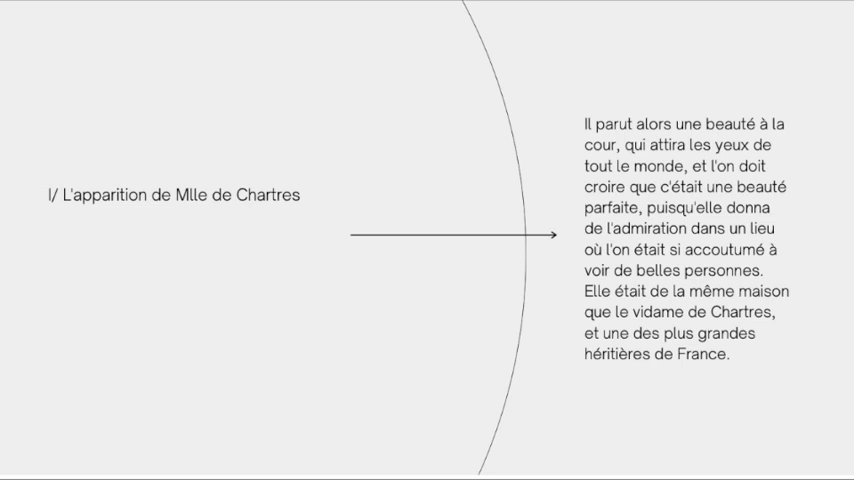 I/ L'apparition de Mlle de Chartres
Il parut alors une beauté à la
cour, qui attira les yeux de
tout le monde, et l'on doit
croire que c'était une beauté
parfaite, puisqu'elle donna
de l'admiration dans un lieu
où l'on était si accoutumé à
voir de belles personnes.
Elle était de la même maison
que le vidame de Chartres,
et une des plus grandes
héritières de France.